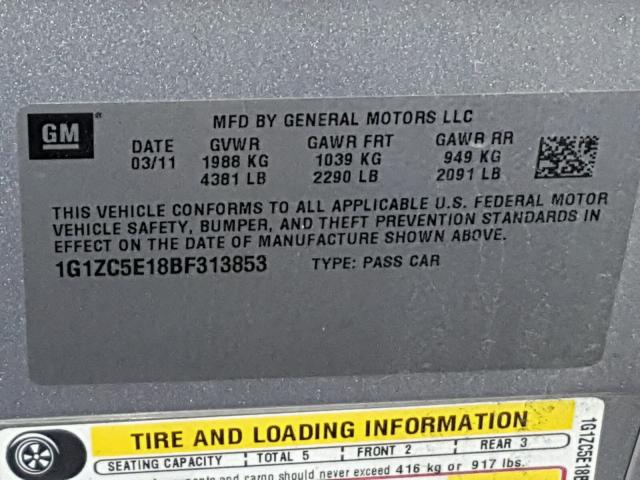 GM
MFD BY GENERAL MOTORS LLC
DATE GVWR GAWR FRT GAWR RR
03/11 1988 KG 1039 KG 949 KG
4381 LB 2290 LB 2091 LB
THIS VEHICLE CONFORMS TO ALL APPLICABLE U.S. FEDERAL MOTOR
VEHICLE SAFETY, BUMPER, AND THEFT PREVENTION STANDARDS IN
EFFECT ON THE DATE OF MANUFACTURE SHOWN ABOVE.
1G1ZC5E18BF313853 TYPE: PASS CAR
TIRE AND LOADING INFORMATION
SEATING CAPACITY TOTAL 5 FRONT 2 REAR 3
and cargo should never exceed 416 kg or 917 lbs.
1G1ZC5E18B